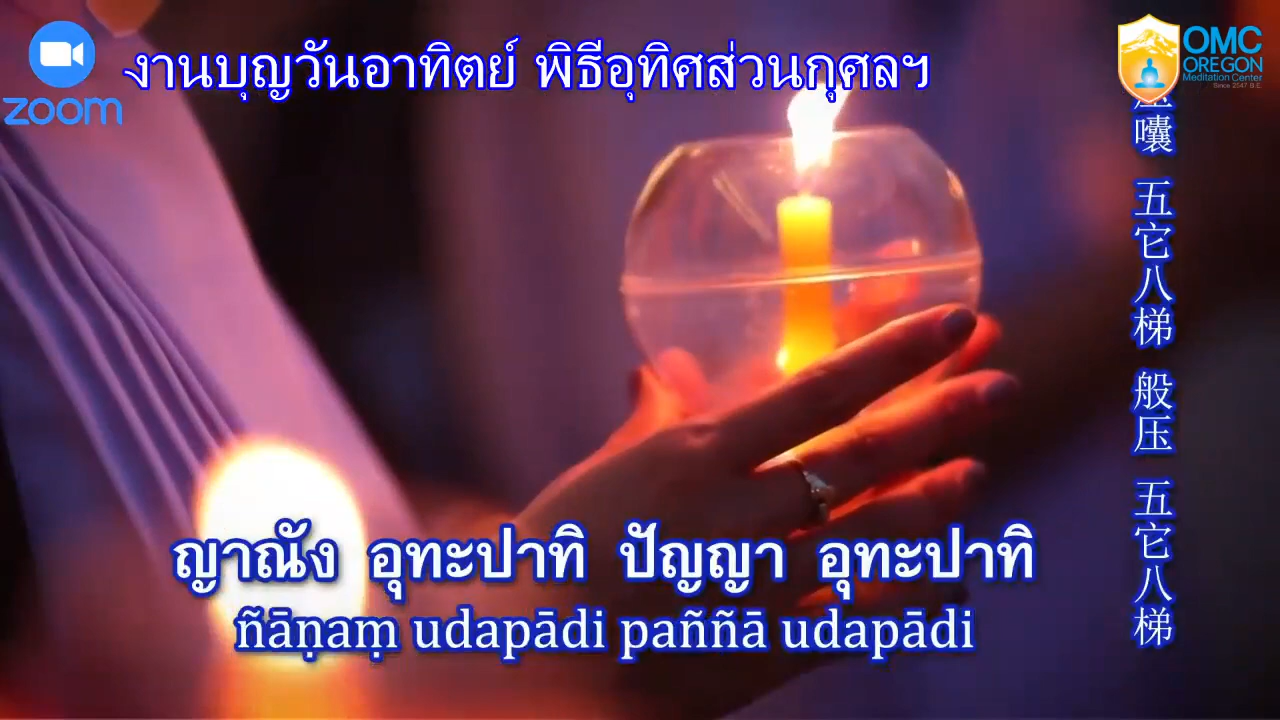 zoom
งานบุญวันอาทิตย์ พิธีอุทิศส่วนกุศลฯ
OMC
OREGON
Meditation Center
Since 2547 B.E.
囔 五它八梯 般压 五它八梯
ญาณัง อุทะปาทิ ปัญญา อุทะปาทิ
ñāṇaṃ udapādi paññā udapādi